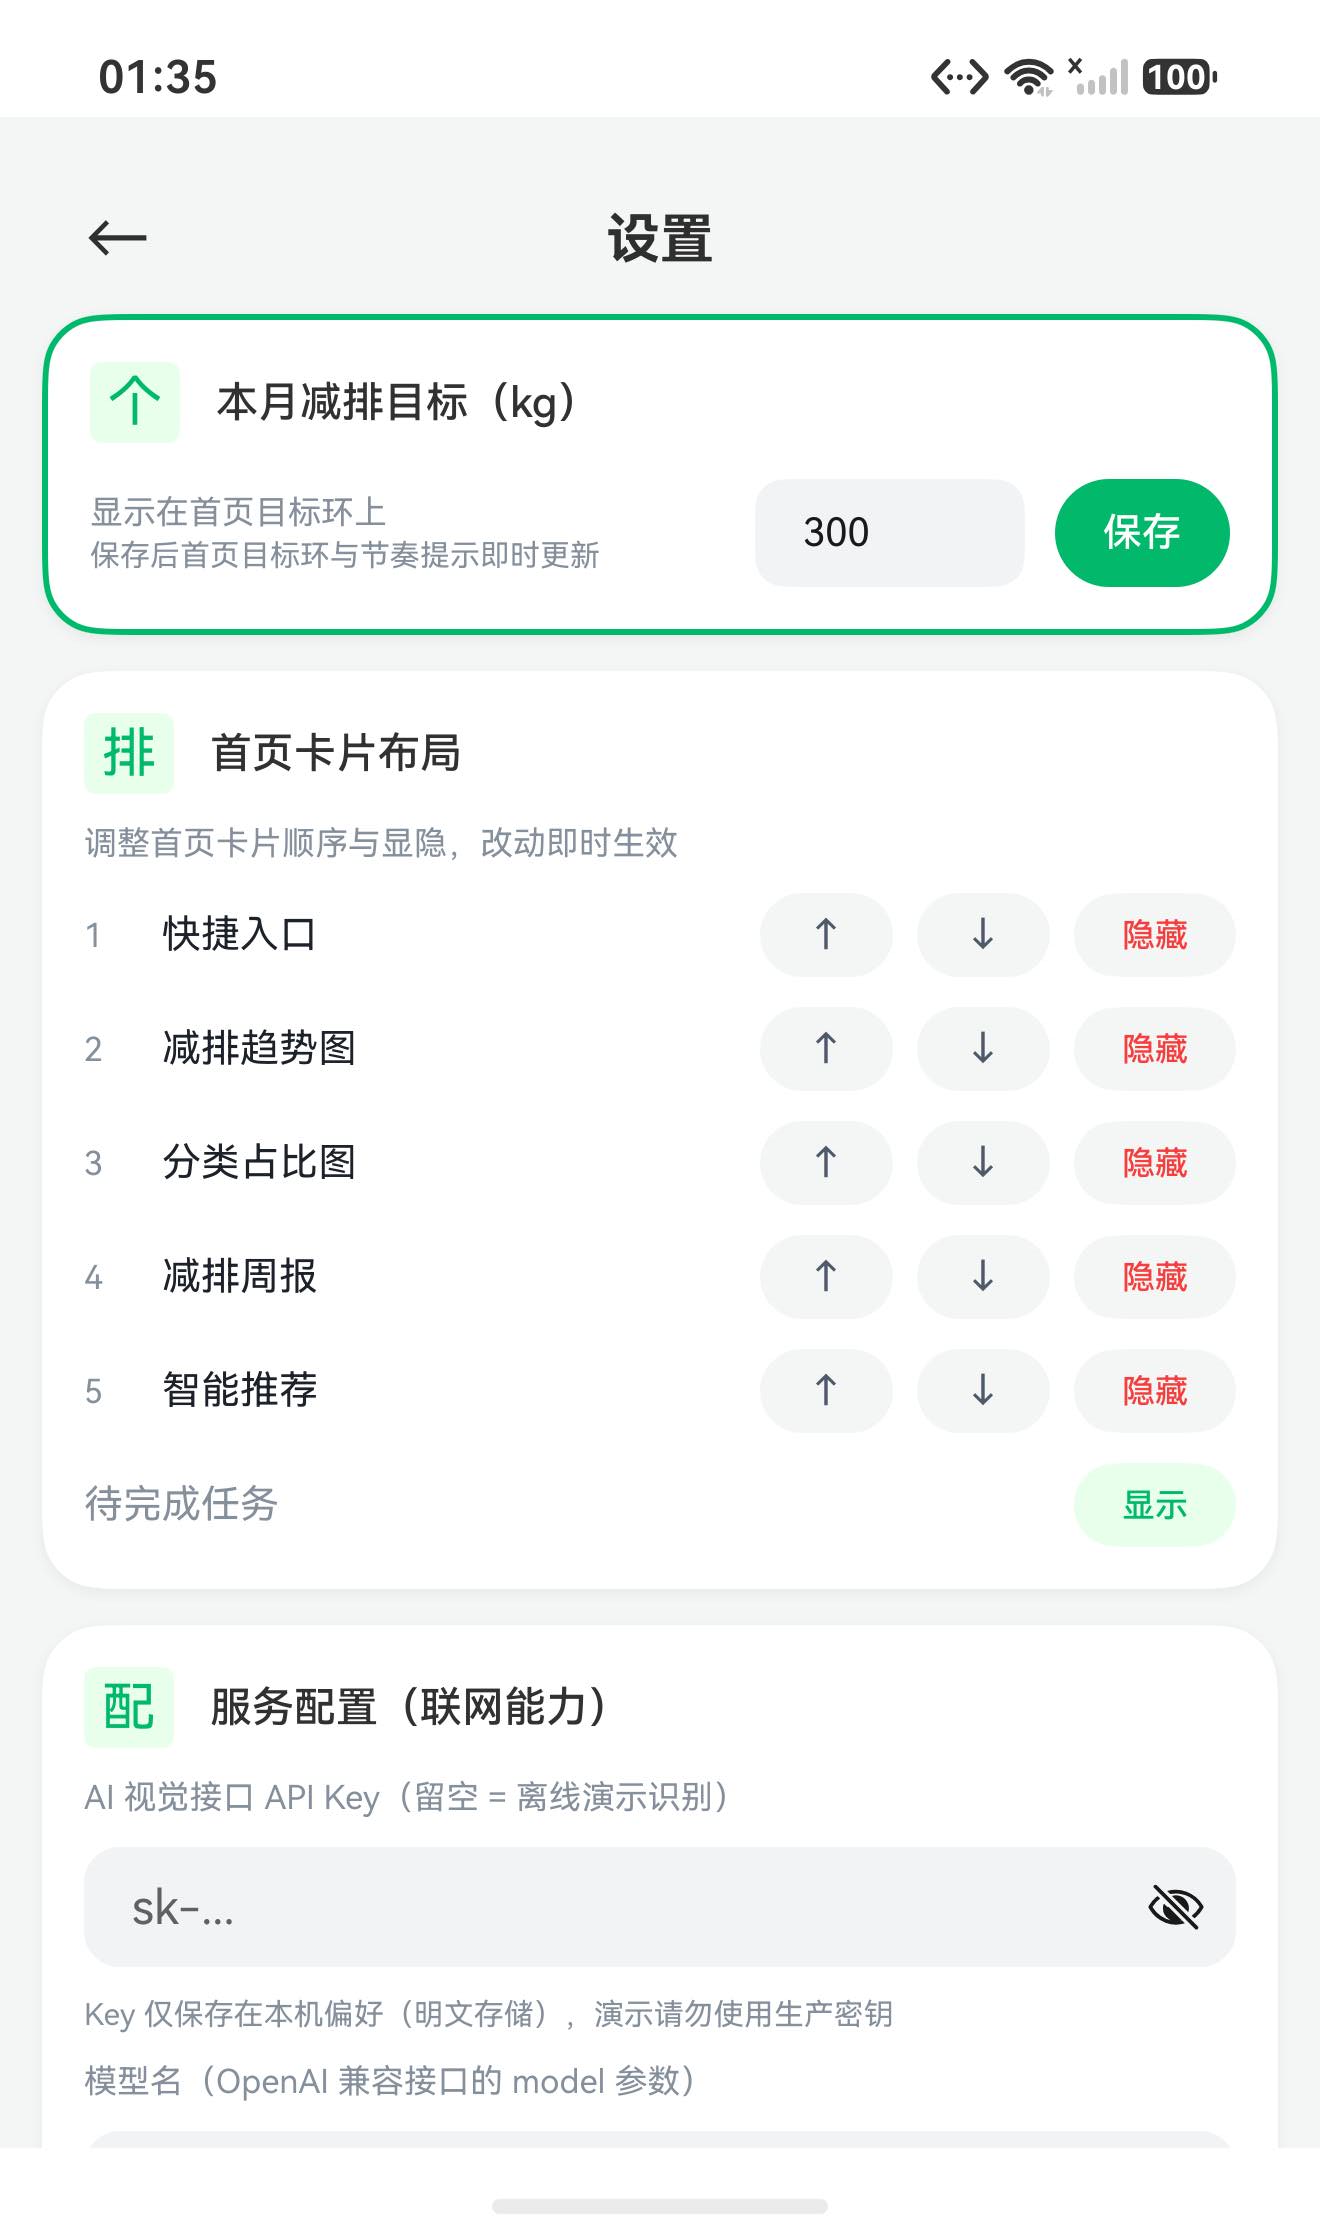 01:35
100
设置
个 本月减排目标（kg）
显示在首页目标环上
保存后首页目标环与节奏提示即时更新
300 保存
排 首页卡片布局
调整首页卡片顺序与显隐，改动即时生效
1 快捷入口 ↑ ↓ 隐藏
2 减排趋势图 ↑ ↓ 隐藏
3 分类占比图 ↑ ↓ 隐藏
4 减排周报 ↑ ↓ 隐藏
5 智能推荐 ↑ ↓ 隐藏
待完成任务 显示
配 服务配置（联网能力）
AI 视觉接口 API Key（留空 = 离线演示识别）
sk-...
Key 仅保存在本机偏好（明文存储），演示请勿使用生产密钥
模型名（OpenAI 兼容接口的 model 参数）